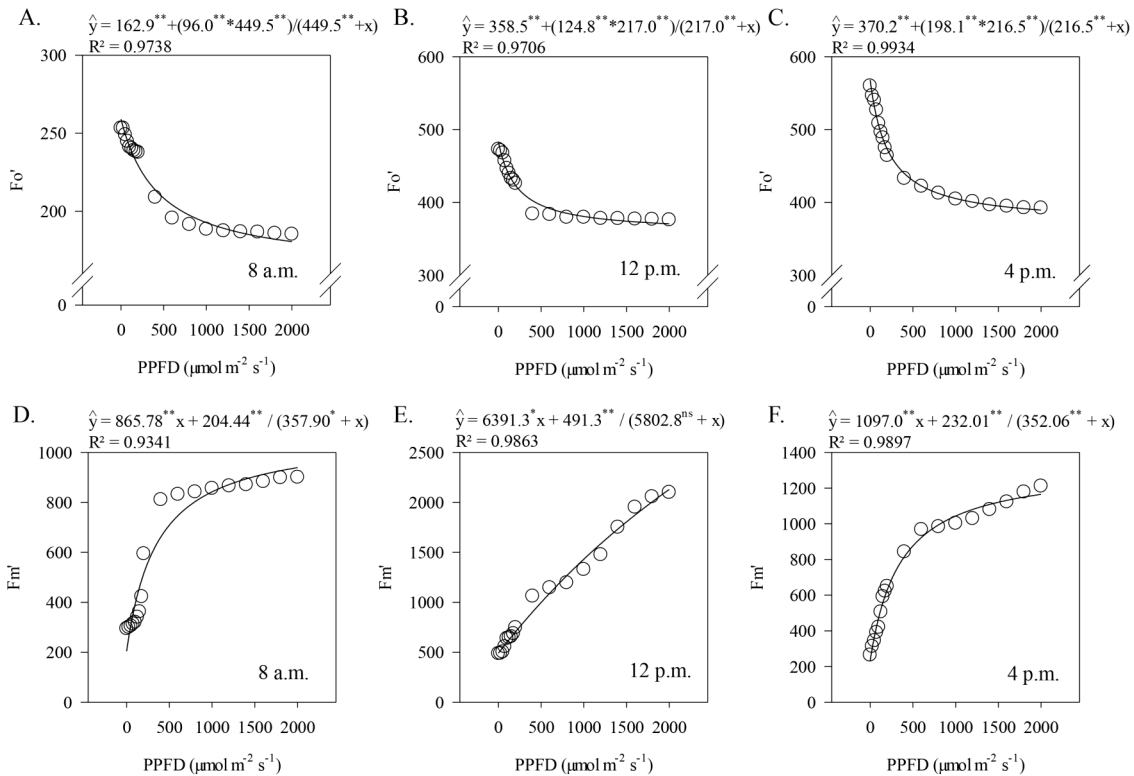 A.
ŷ = 162.9**+(96.0***449.5**)/(449.5**+x)
R² = 0.9738
300
250
200
0
Fo'
8 a.m.
0 500 1000 1500 2000
PPFD (μmol m-2 s-1)
B.
ŷ = 358.5**+(124.8***217.0**)/(217.0**+x)
R² = 0.9706
600
500
400
300
0
Fo'
12 p.m.
0 500 1000 1500 2000
PPFD (μmol m-2 s-1)
C.
ŷ = 370.2**+(198.1***216.5**)/(216.5**+x)
R² = 0.9934
600
500
400
300
0
Fo'
4 p.m.
0 500 1000 1500 2000
PPFD (μmol m-2 s-1)
D.
ŷ = 865.78**x + 204.44** / (357.90* + x)
R² = 0.9341
1000
800
600
400
200
0
Fm'
8 a.m.
0 500 1000 1500 2000
PPFD (μmol m-2 s-1)
E.
ŷ = 6391.3*x + 491.3** / (5802.8ns + x)
R² = 0.9863
2500
2000
1500
1000
500
0
Fm'
12 p.m.
0 500 1000 1500 2000
PPFD (μmol m-2 s-1)
F.
ŷ = 1097.0**x + 232.01** / (352.06** + x)
R² = 0.9897
1400
1200
1000
800
600
400
200
0
Fm'
4 p.m.
0 500 1000 1500 2000
PPFD (μmol m-2 s-1)